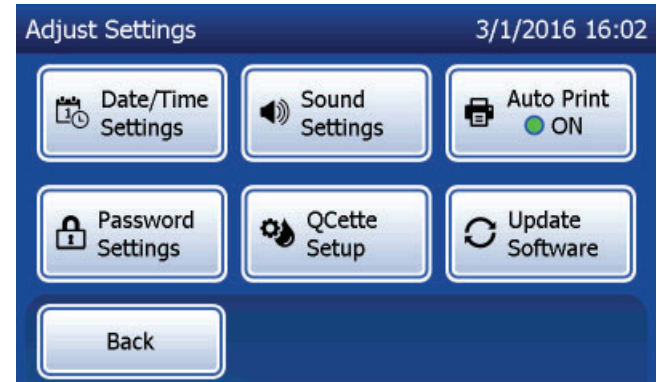 Adjust Settings 3/1/2016 16:02
Date/Time
Settings
Sound
Settings
Auto Print
ON
Password
Settings
QCette
Setup
Update
Software
Back